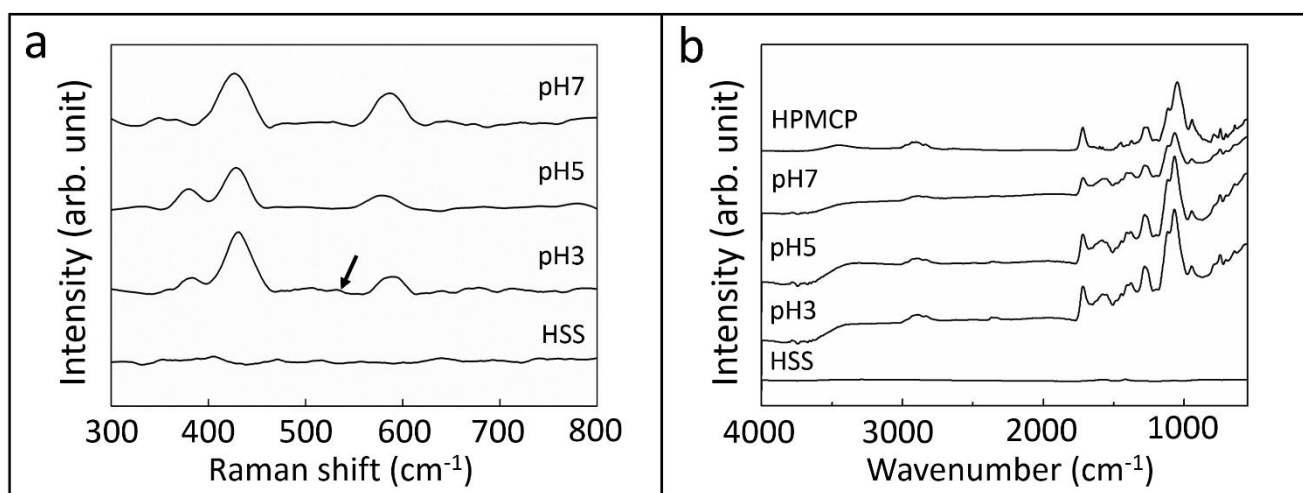 a
Intensity (arb. unit)
pH7
pH5
pH3
HSS
300 400 500 600 700 800
Raman shift (cm-1)
b
Intensity (arb. unit)
HPMCP
pH7
pH5
pH3
HSS
4000 3000 2000 1000
Wavenumber (cm-1)